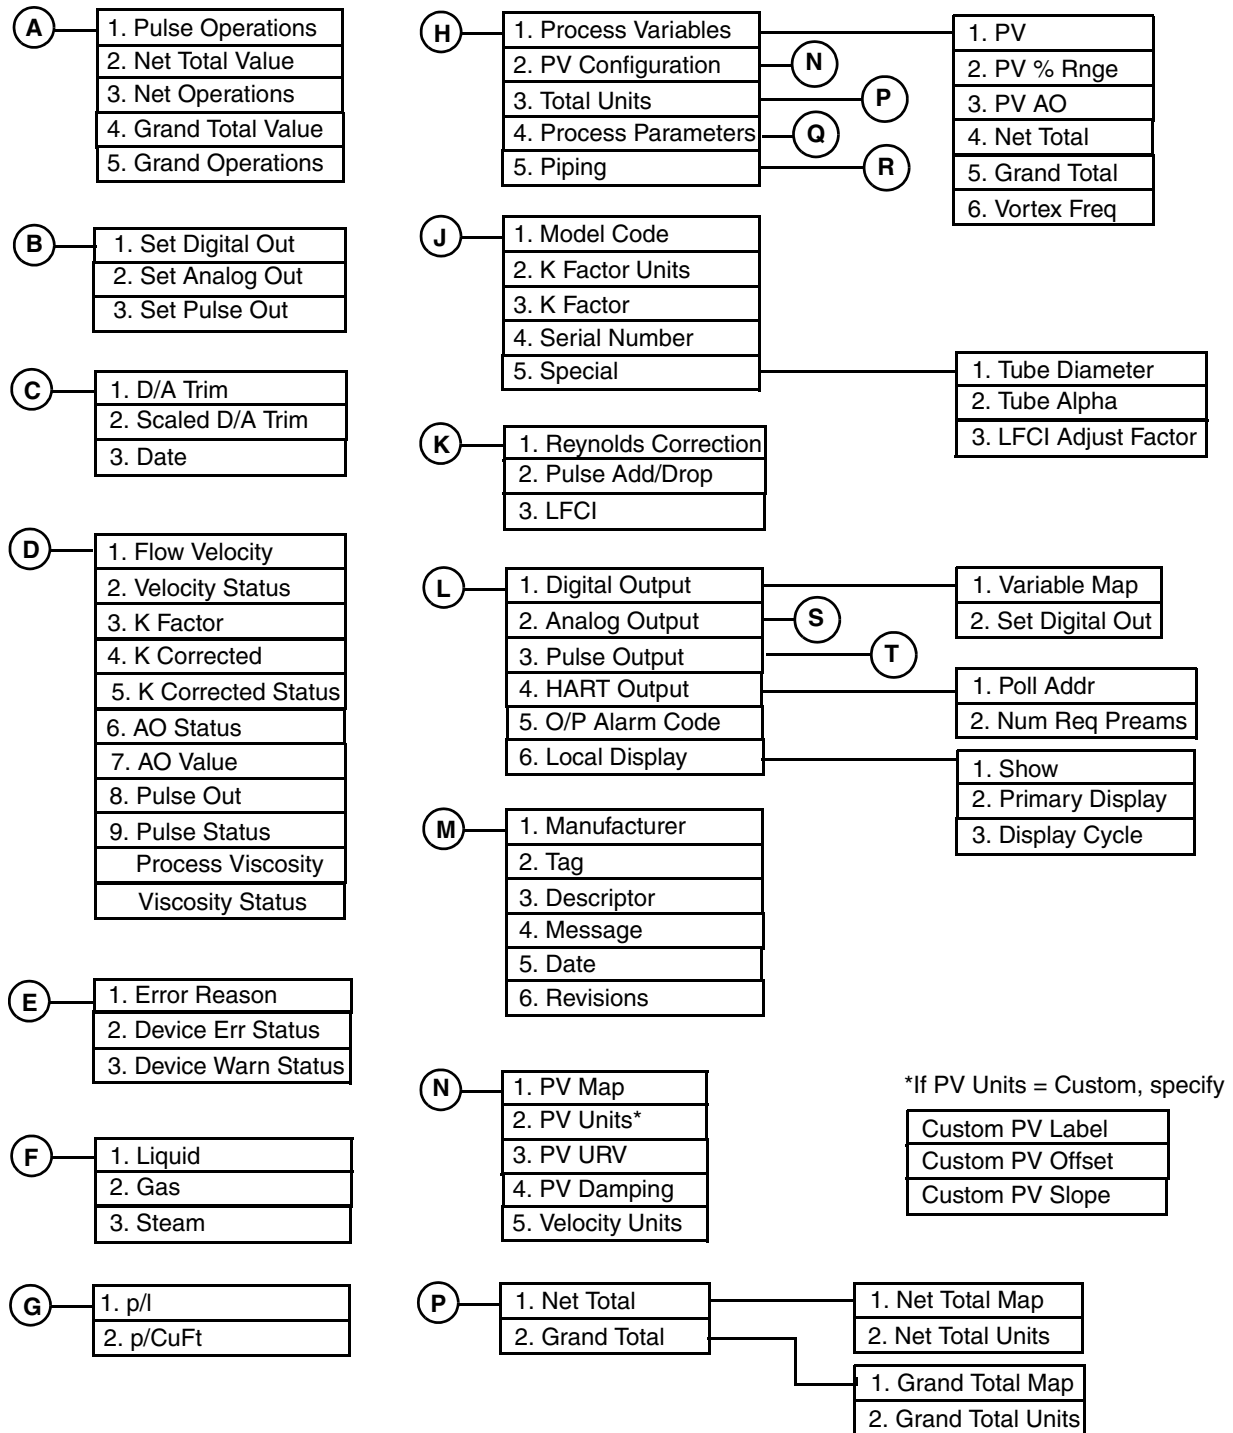 A
1. Pulse Operations
2. Net Total Value
3. Net Operations
4. Grand Total Value
5. Grand Operations
B
1. Set Digital Out
2. Set Analog Out
3. Set Pulse Out
C
1. D/A Trim
2. Scaled D/A Trim
3. Date
D
1. Flow Velocity
2. Velocity Status
3. K Factor
4. K Corrected
5. K Corrected Status
6. AO Status
7. AO Value
8. Pulse Out
9. Pulse Status
Process Viscosity
Viscosity Status
E
1. Error Reason
2. Device Err Status
3. Device Warn Status
F
1. Liquid
2. Gas
3. Steam
G
1. p/l
2. p/CuFt
H
1. Process Variables
2. PV Configuration
N
3. Total Units
P
4. Process Parameters
Q
5. Piping
R
1. PV
2. PV % Rnge
3. PV AO
4. Net Total
5. Grand Total
6. Vortex Freq
J
1. Model Code
2. K Factor Units
3. K Factor
4. Serial Number
5. Special
1. Tube Diameter
2. Tube Alpha
3. LFCI Adjust Factor
K
1. Reynolds Correction
2. Pulse Add/Drop
3. LFCI
L
1. Digital Output
2. Analog Output
S
3. Pulse Output
T
4. HART Output
5. O/P Alarm Code
6. Local Display
1. Variable Map
2. Set Digital Out
1. Poll Addr
2. Num Req Preams
1. Show
2. Primary Display
3. Display Cycle
M
1. Manufacturer
2. Tag
3. Descriptor
4. Message
5. Date
6. Revisions
N
1. PV Map
2. PV Units*
3. PV URV
4. PV Damping
5. Velocity Units
*If PV Units = Custom, specify
Custom PV Label
Custom PV Offset
Custom PV Slope
P
1. Net Total
2. Grand Total
1. Net Total Map
2. Net Total Units
1. Grand Total Map
2. Grand Total Units